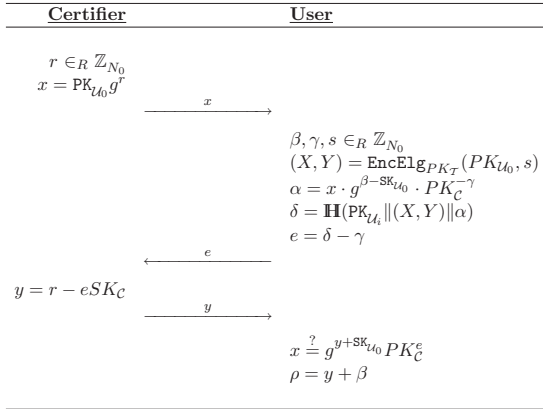 Certifier User
r ∈_R ℤ_{N_0}
x = PK_{𝒰_0} g^r
x
β, γ, s ∈_R ℤ_{N_0}
(X, Y) = EncElg_{PK_𝒯}(PK_{𝒰_0}, s)
α = x · g^{β−SK_{𝒰_0}} · PK_𝒞^{−γ}
δ = ℍ(PK_{𝒰_i}‖(X, Y)‖α)
e = δ − γ
e
y = r − eSK_𝒞
y
x ≟ g^{y+SK_{𝒰_0}} PK_𝒞^e
ρ = y + β